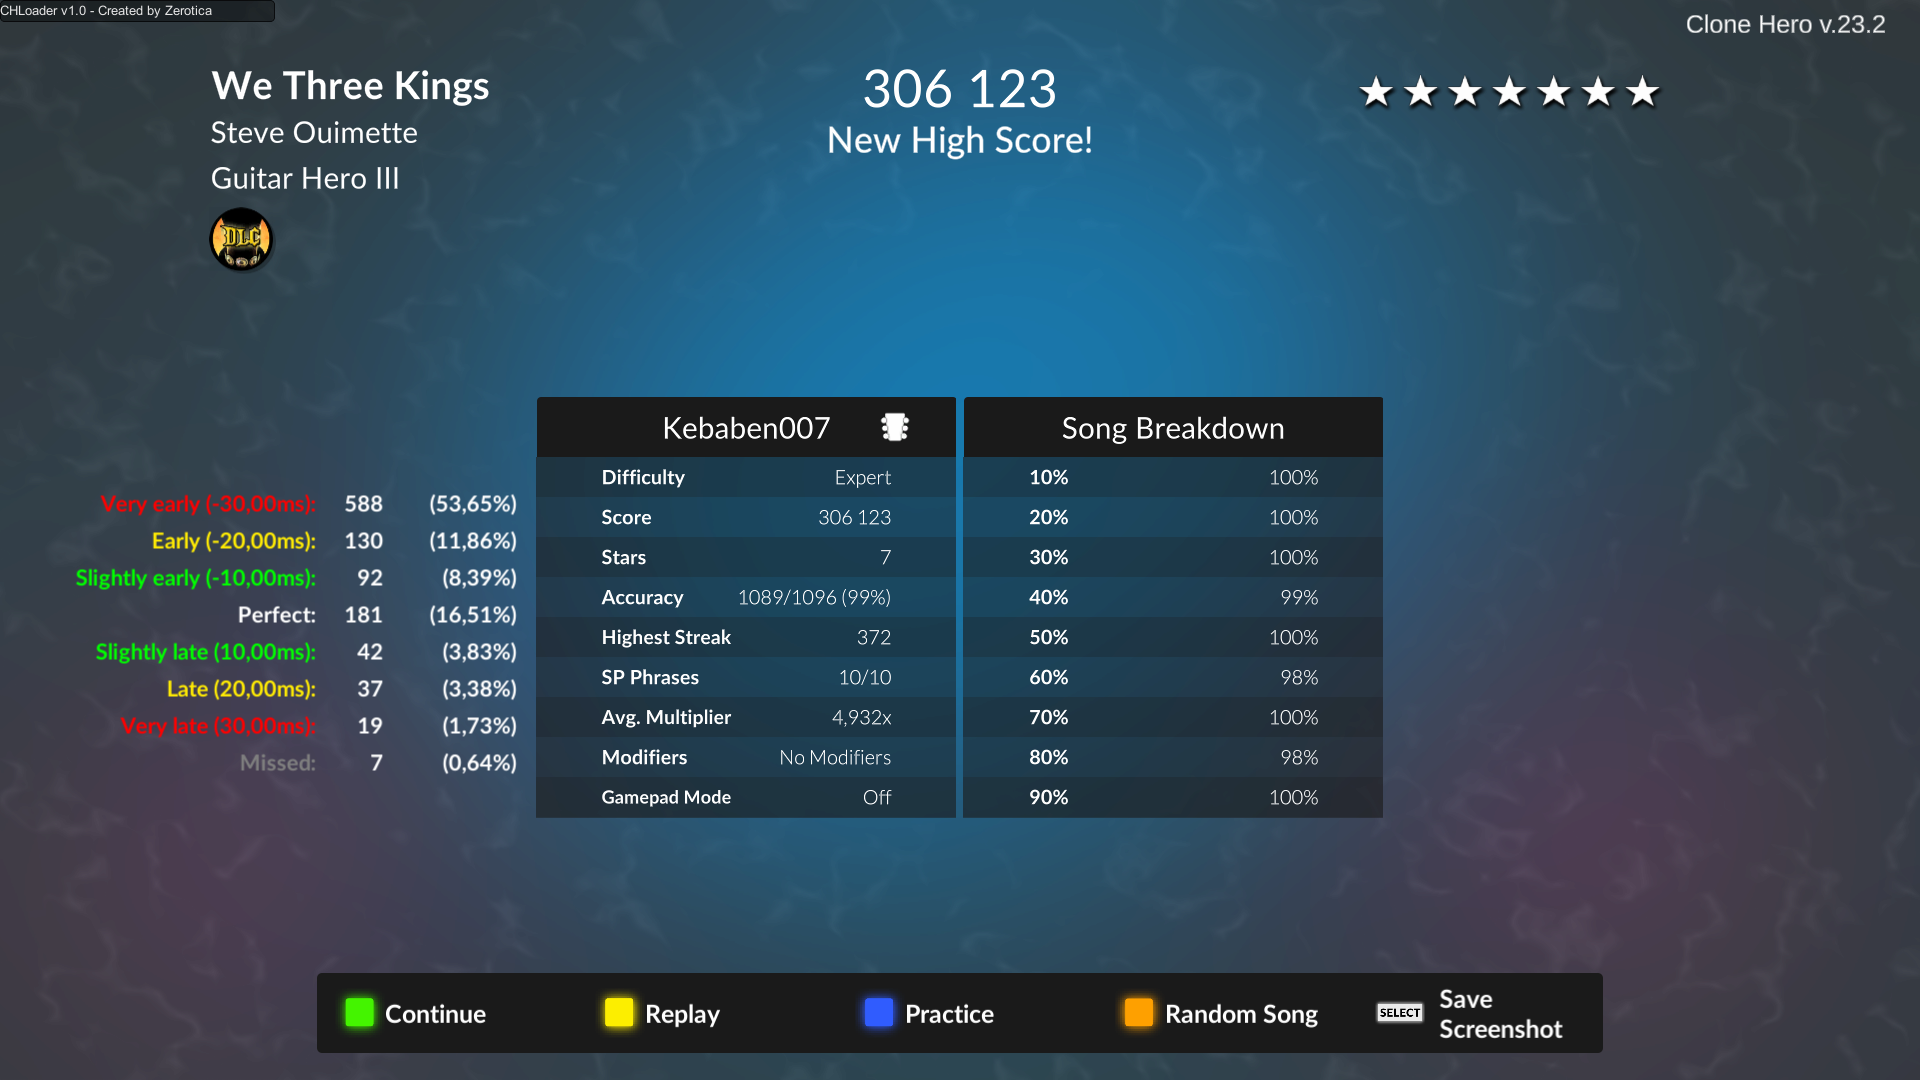 CHLoader v1.0 - Created by Zerotica
Clone Hero v.23.2
We Three Kings
Steve Ouimette
Guitar Hero III
DLC
306 123
New High Score!
Very early (-30,00ms): 588 (53,65%)
Early (-20,00ms): 130 (11,86%)
Slightly early (-10,00ms): 92 (8,39%)
Perfect: 181 (16,51%)
Slightly late (10,00ms): 42 (3,83%)
Late (20,00ms): 37 (3,38%)
Very late (30,00ms): 19 (1,73%)
Missed: 7 (0,64%)
Kebaben007
Difficulty Expert
Score 306 123
Stars 7
Accuracy 1089/1096 (99%)
Highest Streak 372
SP Phrases 10/10
Avg. Multiplier 4,932x
Modifiers No Modifiers
Gamepad Mode Off
Song Breakdown
10% 100%
20% 100%
30% 100%
40% 99%
50% 100%
60% 98%
70% 100%
80% 98%
90% 100%
Continue
Replay
Practice
Random Song
SELECT
Save
Screenshot